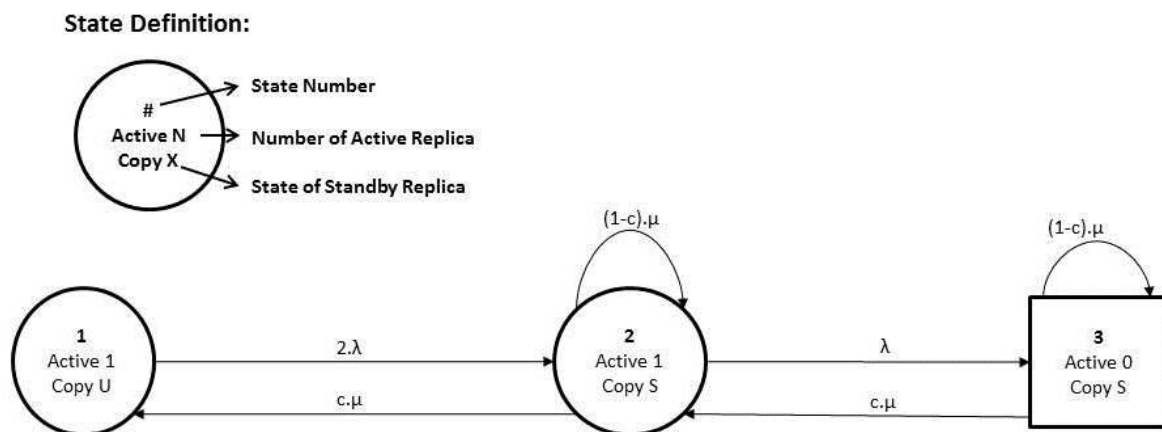 State Definition:
#
Active N
Copy X
State Number
Number of Active Replica
State of Standby Replica
(1-c).μ
(1-c).μ
1
Active 1
Copy U
2.λ
c.μ
2
Active 1
Copy S
λ
c.μ
3
Active 0
Copy S